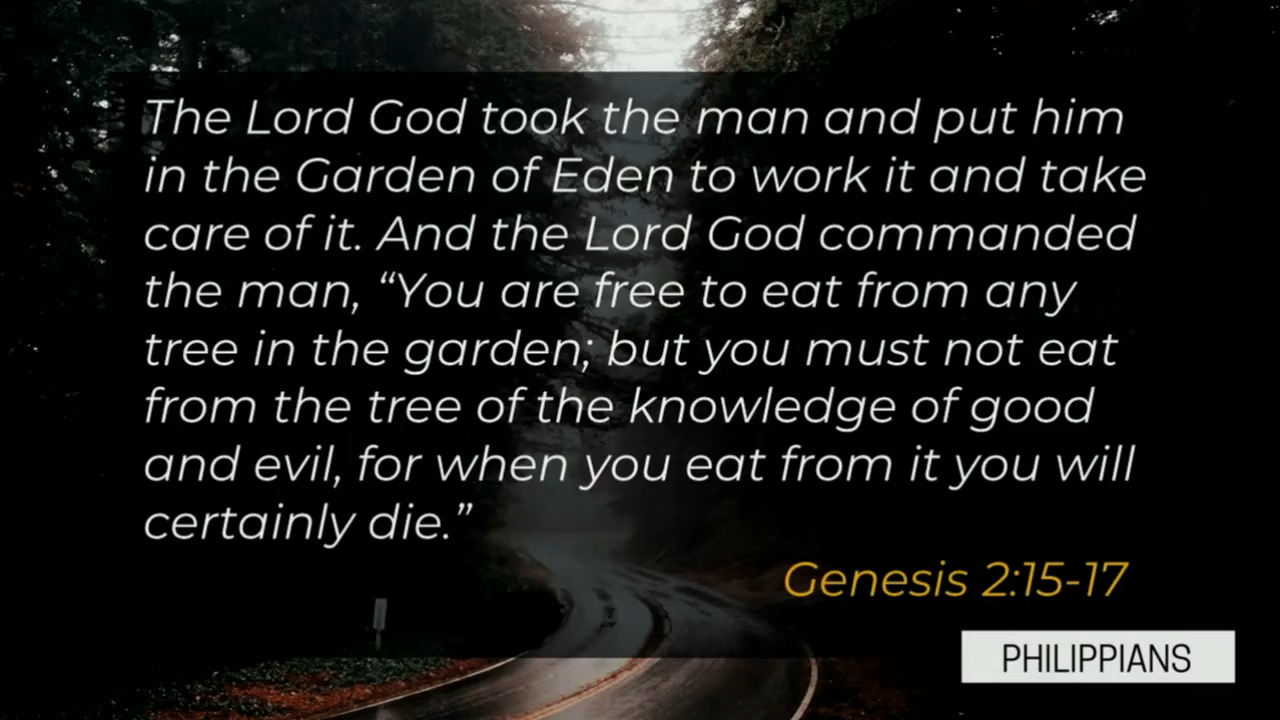 The Lord God took the man and put him
in the Garden of Eden to work it and take
care of it. And the Lord God commanded
the man, “You are free to eat from any
tree in the garden; but you must not eat
from the tree of the knowledge of good
and evil, for when you eat from it you will
certainly die.”
Genesis 2:15-17
PHILIPPIANS